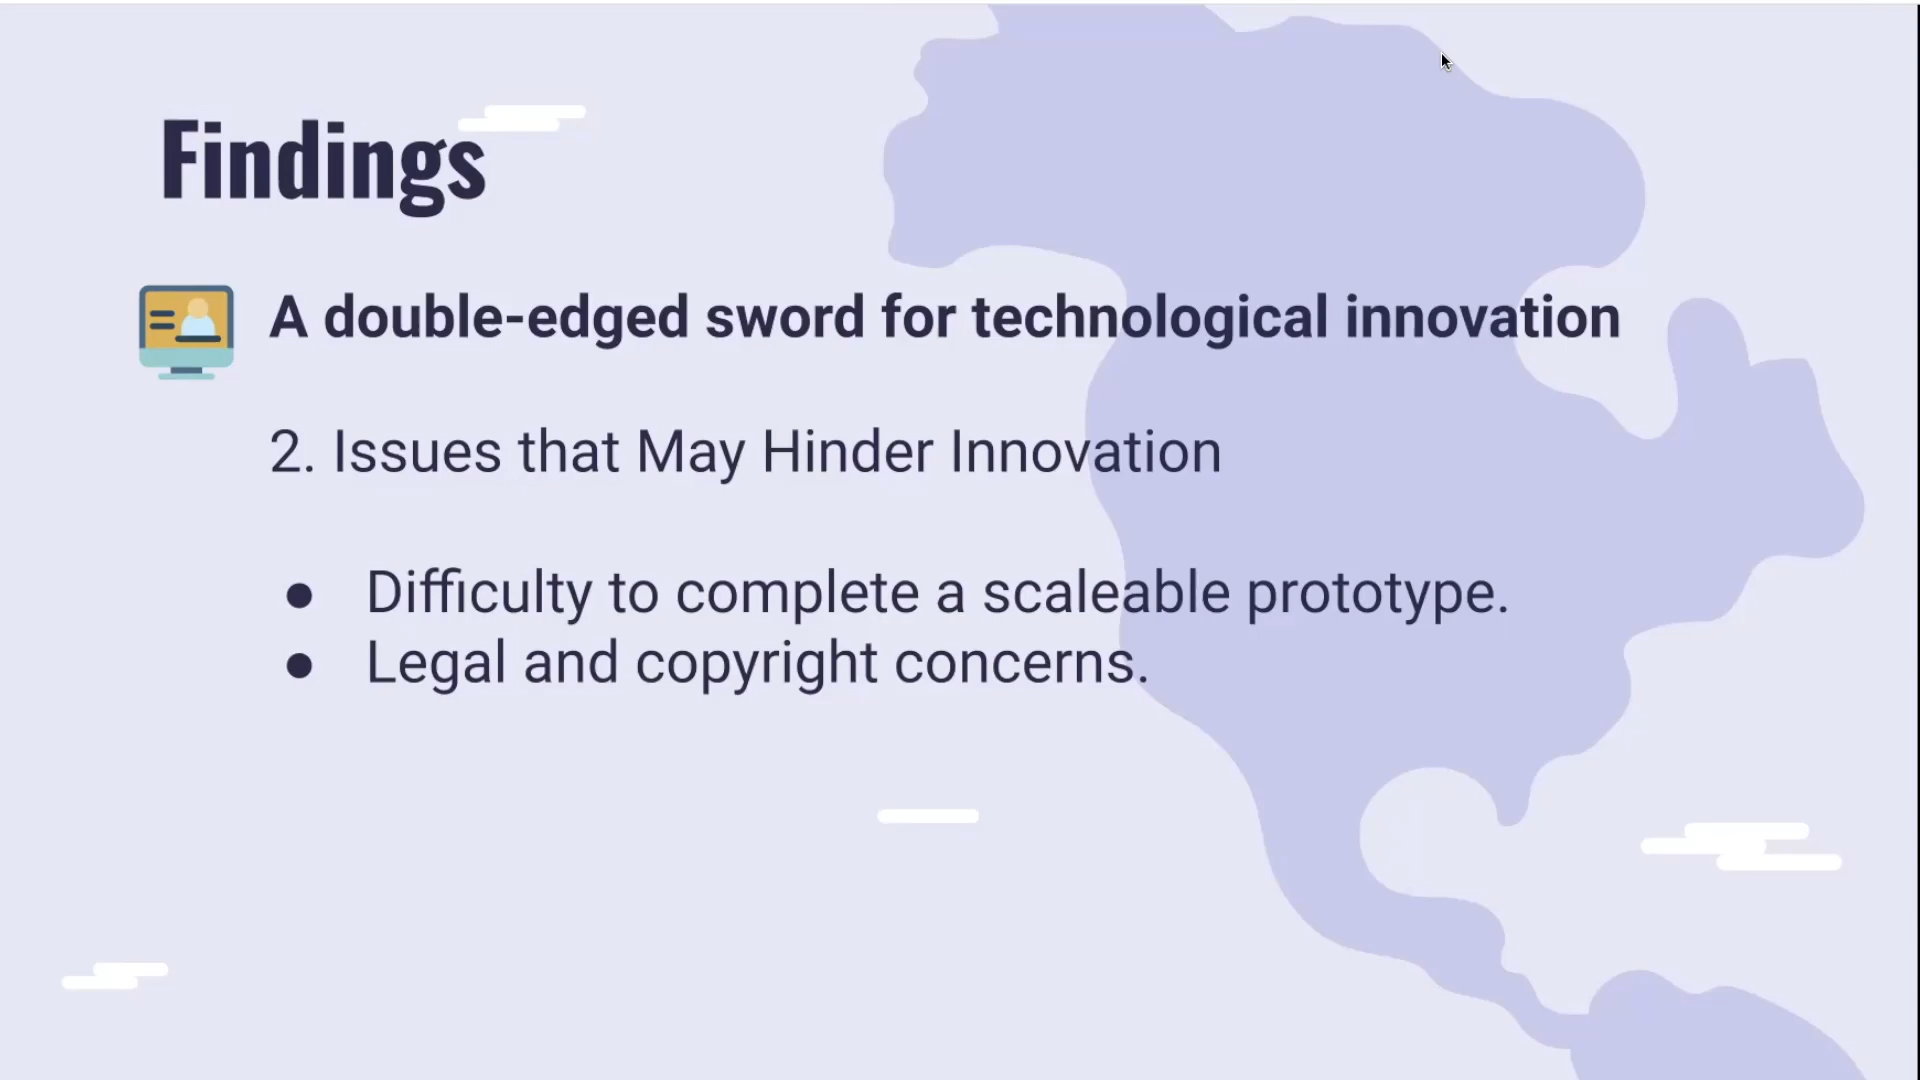 Findings
A double-edged sword for technological innovation
2. Issues that May Hinder Innovation
● Difficulty to complete a scaleable prototype.
● Legal and copyright concerns.